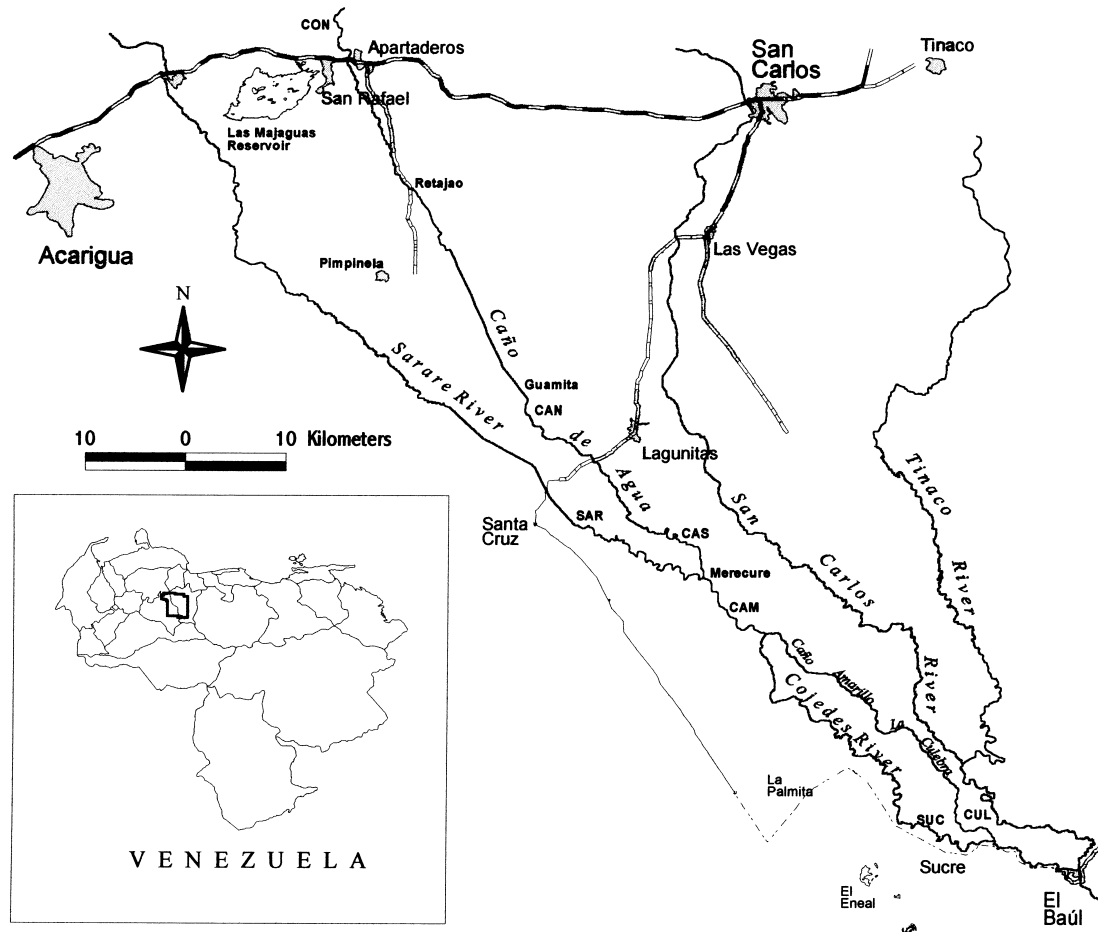 CON
Apartaderos
San
Carlos
Tinaco
San Rafael
Las Majaguas
Reservoir
Retajao
Acarigua
Las Vegas
Pimpinela
N
Caño
de
Agua
Sarare River
Guamita
CAN
10 0 10 Kilometers
Lagunitas
Tinaco
River
Santa
Cruz
SAR
CAS
San
Carlos
River
Merecure
CAM
Caño
Amarillo
La
Culebra
Cojedes River
La
Palmita
SUC
CUL
Sucre
El
Eneal
El
Baúl
VENEZUELA